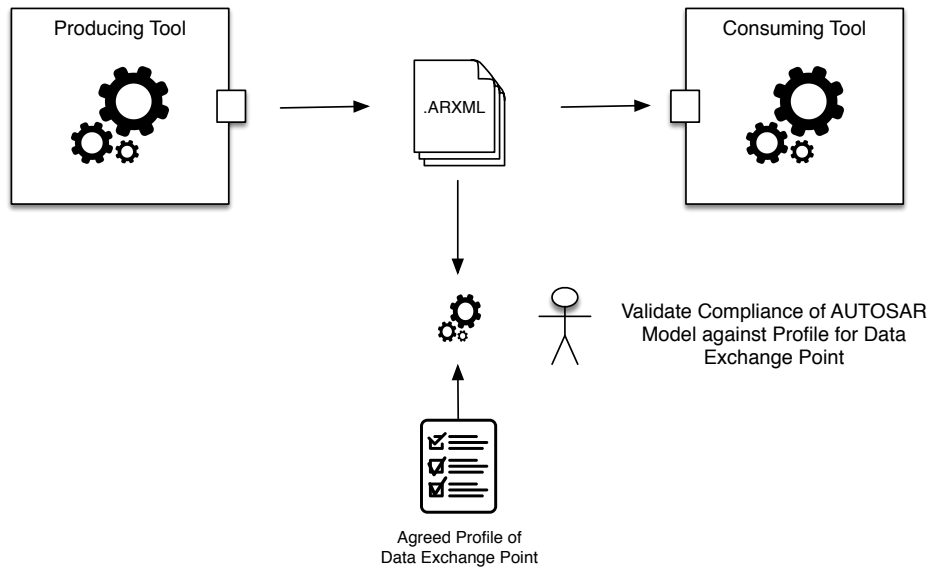 Producing Tool
Consuming Tool
.ARXML
Validate Compliance of AUTOSAR
Model against Profile for Data
Exchange Point
Agreed Profile of
Data Exchange Point